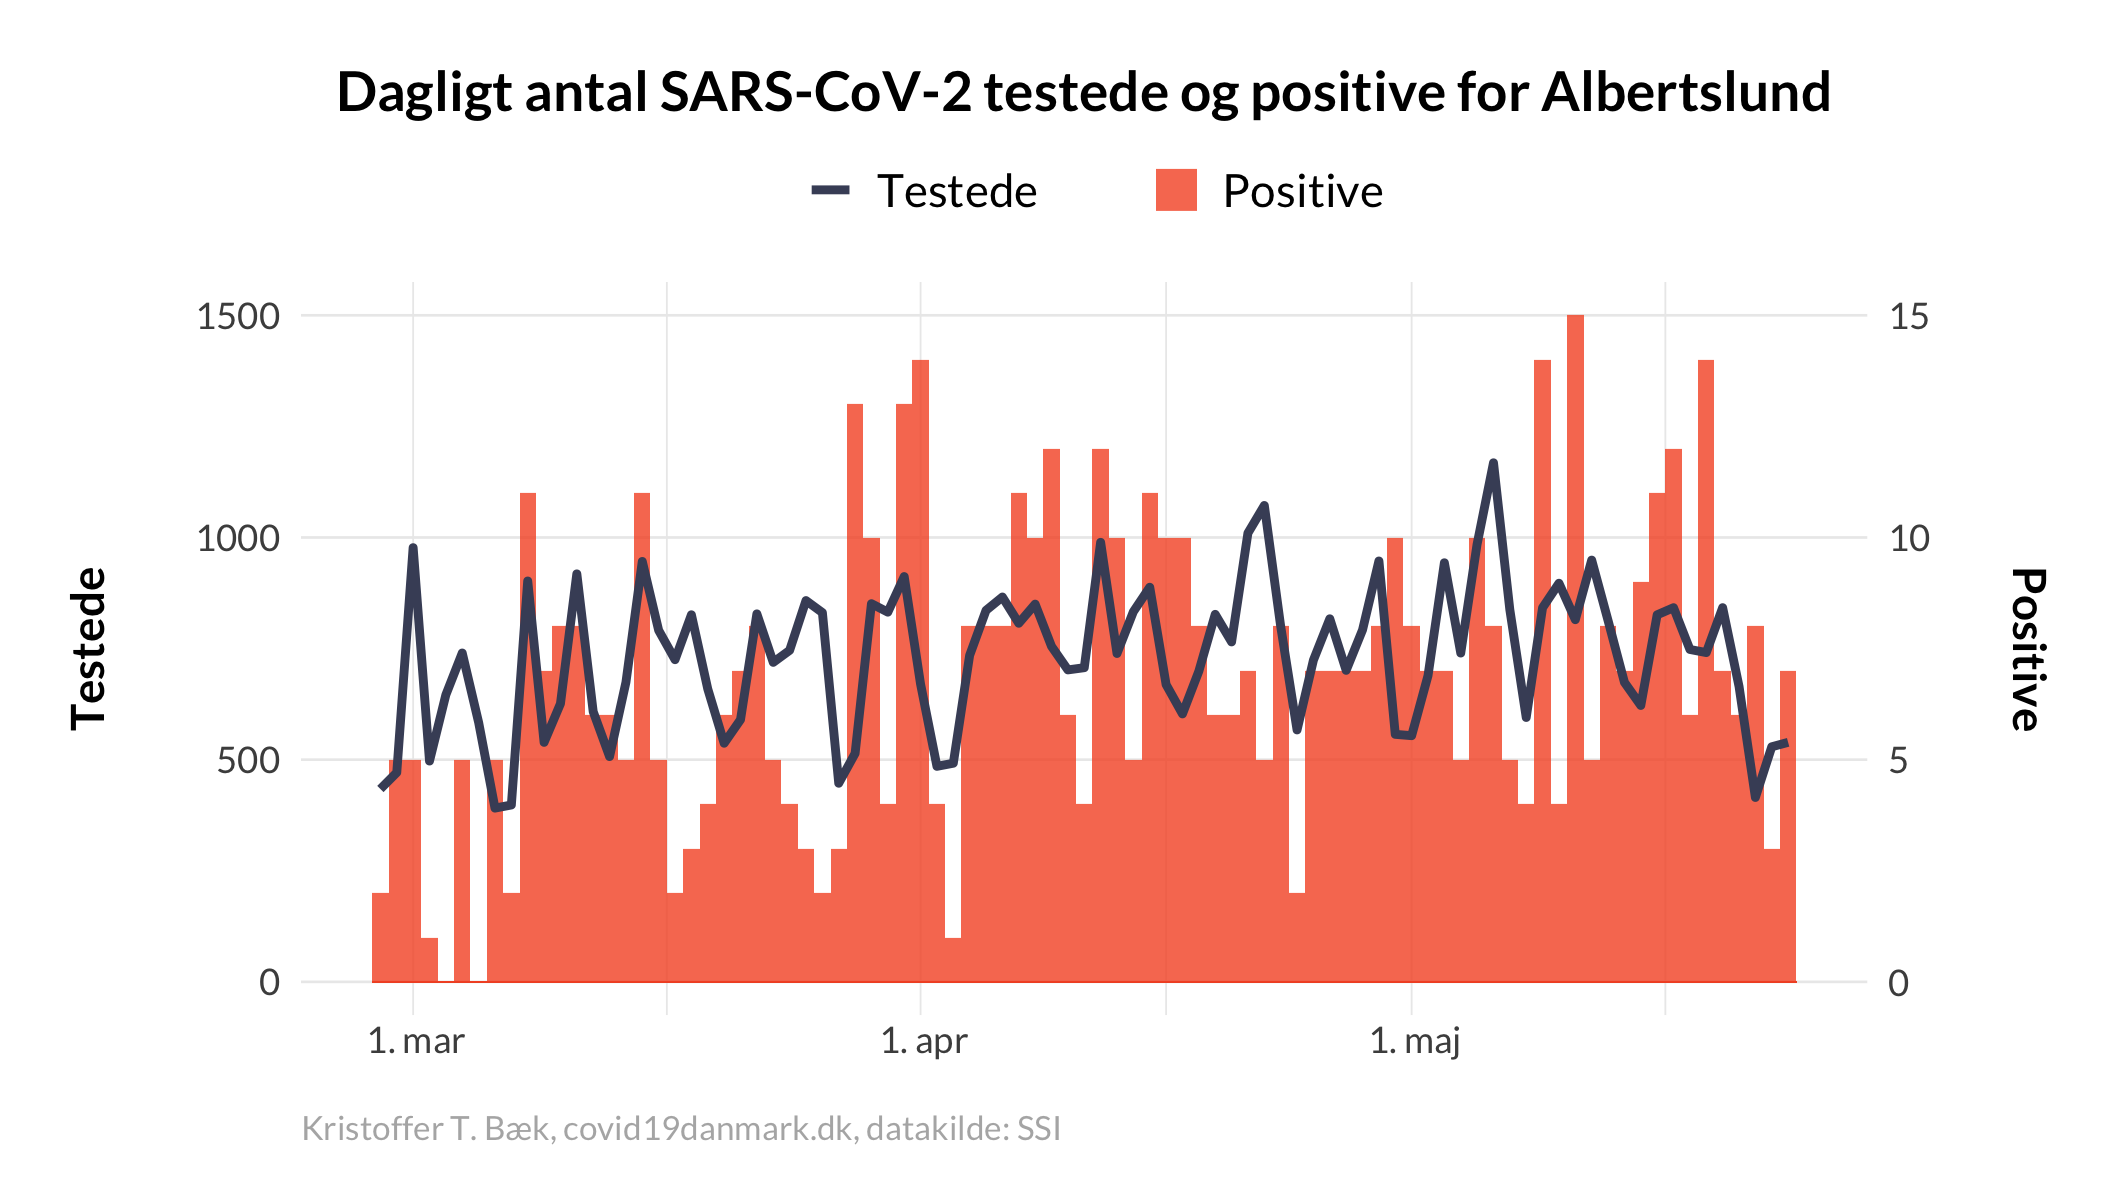 Dagligt antal SARS-CoV-2 testede og positive for Albertslund
Testede
Positive
1500
1000
500
0
15
10
5
0
Testede
Positive
1. mar
1. apr
1. maj
Kristoffer T. Bæk, covid19danmark.dk, datakilde: SSI